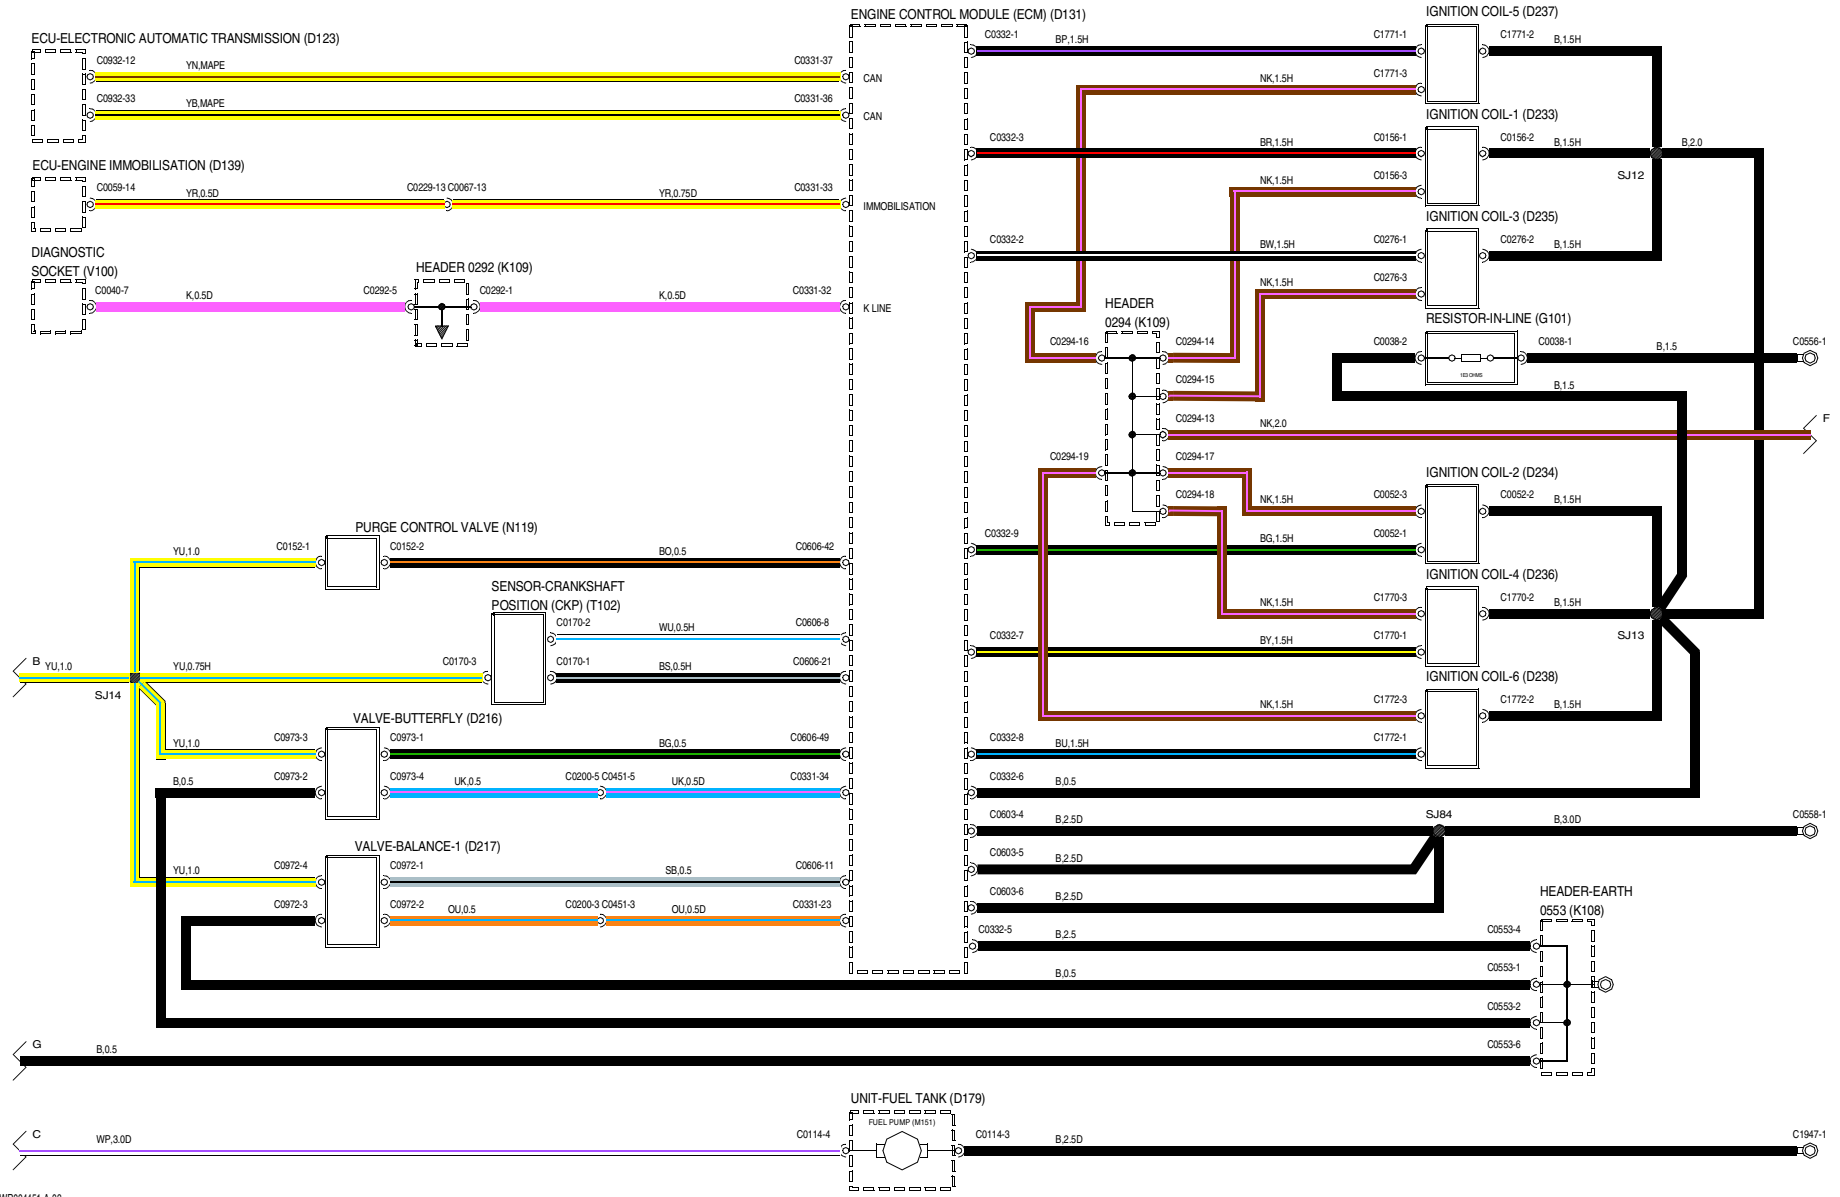 ENGINE CONTROL MODULE (ECM) (D131)
IGNITION COIL-5 (D237)
ECU-ELECTRONIC AUTOMATIC TRANSMISSION (D123)
C0932-12
YN,MAPE
C0331-37
CAN
C0932-33
YB,MAPE
C0331-36
CAN
ECU-ENGINE IMMOBILISATION (D139)
C0059-14
YR,0.5D
C0229-13 C0067-13
YR,0.75D
C0331-33
IMMOBILISATION
DIAGNOSTIC
SOCKET (V100)
HEADER 0292 (K109)
C0040-7
K,0.5D
C0292-5
C0292-1
K,0.5D
C0331-32
K LINE
C0332-1
BP,1.5H
C1771-1
C1771-2
B,1.5H
NK,1.5H
C1771-3
IGNITION COIL-1 (D233)
C0332-3
BR,1.5H
C0156-1
C0156-2
B,1.5H
B,2.0
SJ12
NK,1.5H
C0156-3
IGNITION COIL-3 (D235)
C0332-2
BW,1.5H
C0276-1
C0276-2
B,1.5H
NK,1.5H
C0276-3
HEADER
0294 (K109)
RESISTOR-IN-LINE (G101)
C0294-16
C0294-14
C0038-2
C0038-1
B,1.5
C0556-1
C0294-15
B,1.5
C0294-13
NK,2.0
F
C0294-19
C0294-17
IGNITION COIL-2 (D234)
C0294-18
NK,1.5H
C0052-3
C0052-2
B,1.5H
C0332-9
BG,1.5H
C0052-1
IGNITION COIL-4 (D236)
NK,1.5H
C1770-3
C1770-2
B,1.5H
SJ13
C0332-7
BY,1.5H
C1770-1
IGNITION COIL-6 (D238)
NK,1.5H
C1772-3
C1772-2
B,1.5H
C0332-8
BU,1.5H
C1772-1
C0332-6
B,0.5
PURGE CONTROL VALVE (N119)
YU,1.0
C0152-1
C0152-2
BO,0.5
C0606-42
SENSOR-CRANKSHAFT
POSITION (CKP) (T102)
C0170-2
WU,0.5H
C0606-8
B
YU,1.0
YU,0.75H
C0170-3
C0170-1
BS,0.5H
C0606-21
SJ14
VALVE-BUTTERFLY (D216)
YU,1.0
C0973-3
C0973-1
BG,0.5
C0606-49
B,0.5
C0973-2
C0973-4
UK,0.5
C0200-5 C0451-5
UK,0.5D
C0331-34
VALVE-BALANCE-1 (D217)
YU,1.0
C0972-4
C0972-1
SB,0.5
C0606-11
C0972-3
C0972-2
OU,0.5
C0200-3 C0451-3
OU,0.5D
C0331-23
C0603-4
B,2.5D
SJ84
B,3.0D
C0558-1
C0603-5
B,2.5D
C0603-6
B,2.5D
HEADER-EARTH
0553 (K108)
C0332-5
B,2.5
C0553-4
B,0.5
C0553-1
C0553-2
G
B,0.5
C0553-6
UNIT-FUEL TANK (D179)
FUEL PUMP (M151)
C
WP,3.0D
C0114-4
C0114-3
B,2.5D
C1947-1